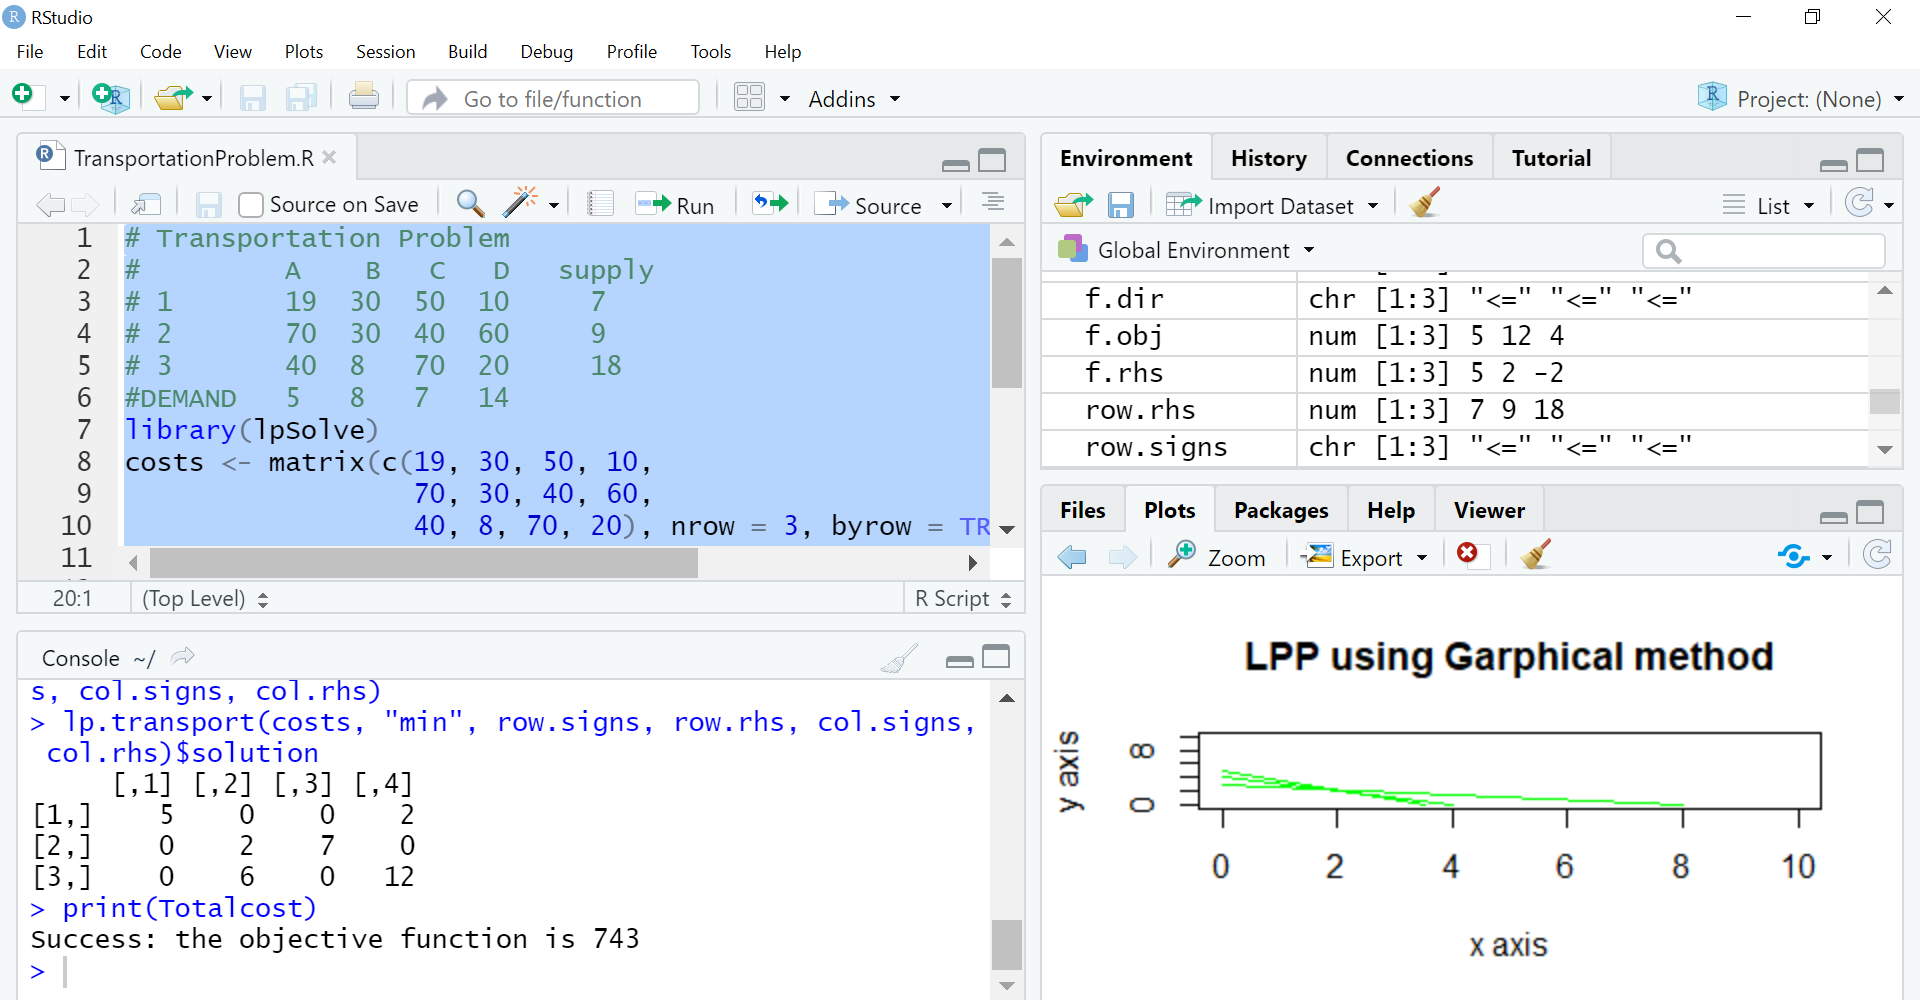 RStudio
File Edit Code View Plots Session Build Debug Profile Tools Help
Go to file/function Addins Project: (None)
TransportationProblem.R
Source on Save Run Source
1 # Transportation Problem
2 # A B C D supply
3 # 1 19 30 50 10 7
4 # 2 70 30 40 60 9
5 # 3 40 8 70 20 18
6 #DEMAND 5 8 7 14
7 library(lpSolve)
8 costs <- matrix(c(19, 30, 50, 10,
9 70, 30, 40, 60,
10 40, 8, 70, 20), nrow = 3, byrow = TR
11
20:1 (Top Level) R Script
Console ~/
s, col.signs, col.rhs)
> lp.transport(costs, "min", row.signs, row.rhs, col.signs,
col.rhs)$solution
[,1] [,2] [,3] [,4]
[1,] 5 0 0 2
[2,] 0 2 7 0
[3,] 0 6 0 12
> print(Totalcost)
Success: the objective function is 743
>
Environment History Connections Tutorial
Import Dataset List
Global Environment
f.dir chr [1:3] "<=" "<=" "<="
f.obj num [1:3] 5 12 4
f.rhs num [1:3] 5 2 -2
row.rhs num [1:3] 7 9 18
row.signs chr [1:3] "<=" "<=" "<="
Files Plots Packages Help Viewer
Zoom Export
LPP using Garphical method
y axis
8
0
0 2 4 6 8 10
x axis